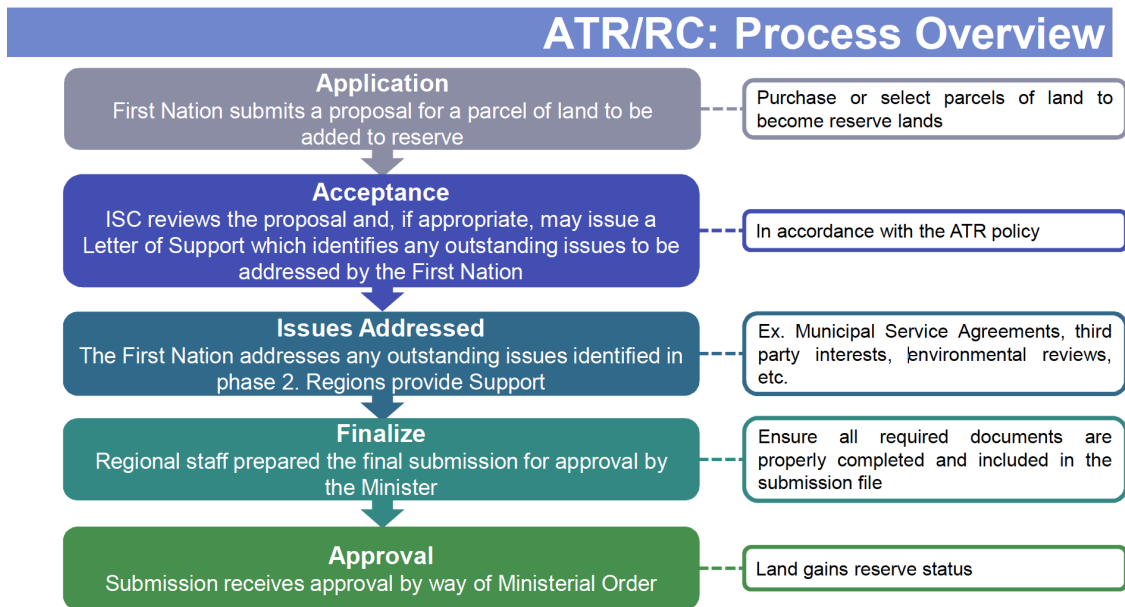 ATR/RC: Process Overview
Application
First Nation submits a proposal for a parcel of land to be
added to reserve
Purchase or select parcels of land to
become reserve lands
Acceptance
ISC reviews the proposal and, if appropriate, may issue a
Letter of Support which identifies any outstanding issues to be
addressed by the First Nation
In accordance with the ATR policy
Issues Addressed
The First Nation addresses any outstanding issues identified in
phase 2. Regions provide Support
Ex. Municipal Service Agreements, third
party interests, environmental reviews,
etc.
Finalize
Regional staff prepared the final submission for approval by
the Minister
Ensure all required documents are
properly completed and included in the
submission file
Approval
Submission receives approval by way of Ministerial Order
Land gains reserve status